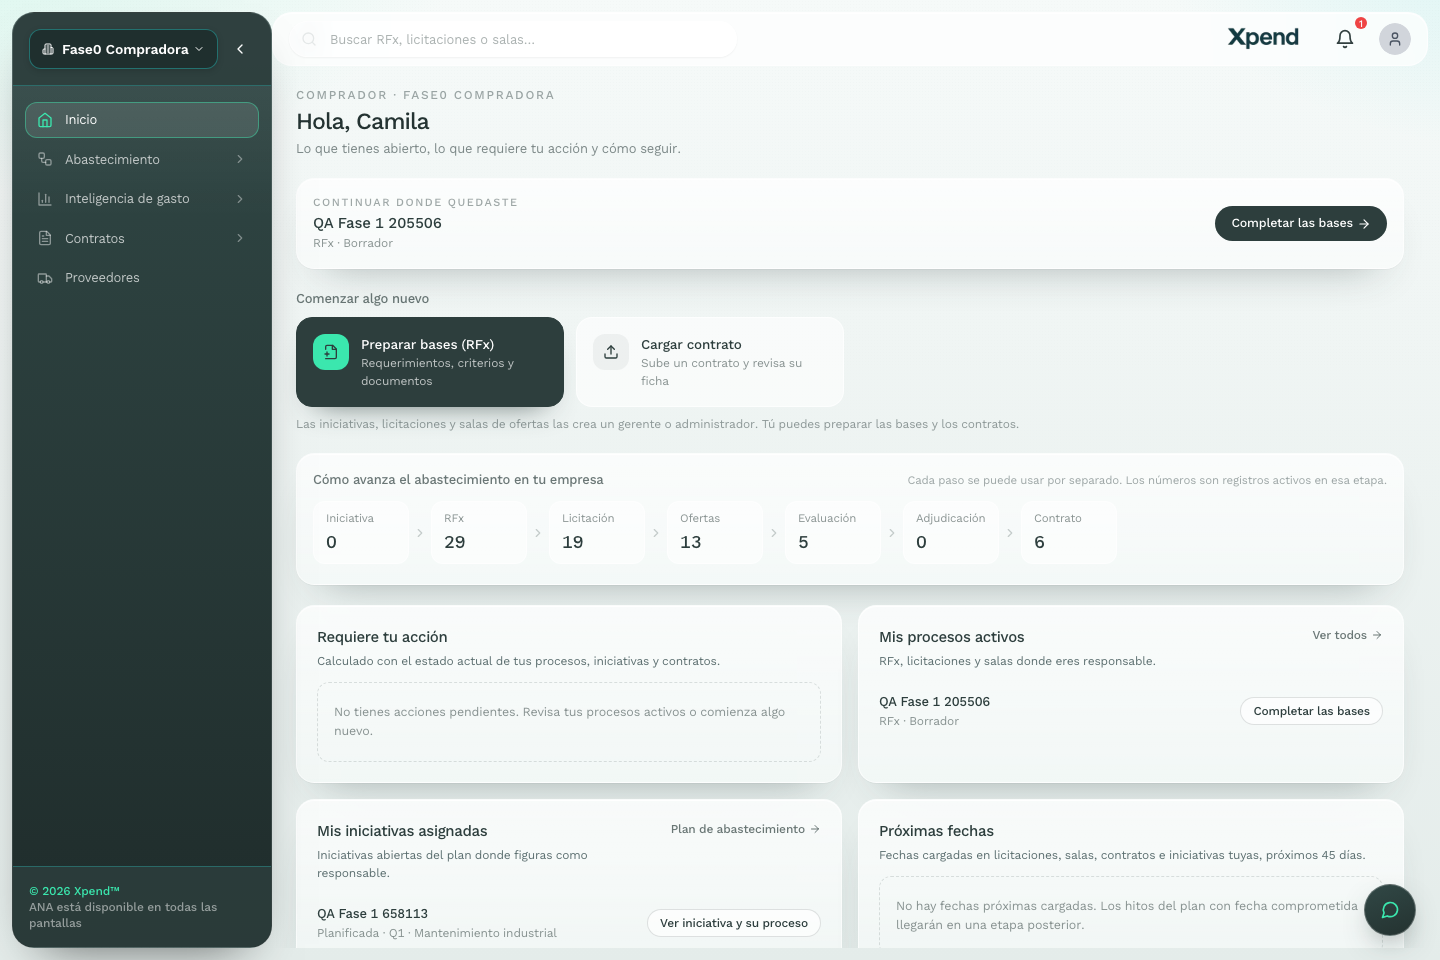 Fase0 Compradora
Inicio
Abastecimiento
Inteligencia de gasto
Contratos
Proveedores
© 2026 Xpend™
ANA está disponible en todas las
pantallas
Buscar RFx, licitaciones o salas...
Xpend
1
COMPRADOR · FASE0 COMPRADORA
Hola, Camila
Lo que tienes abierto, lo que requiere tu acción y cómo seguir.
CONTINUAR DONDE QUEDASTE
QA Fase 1 205506
RFx · Borrador
Completar las bases
Comenzar algo nuevo
Preparar bases (RFx)
Requerimientos, criterios y
documentos
Cargar contrato
Sube un contrato y revisa su
ficha
Las iniciativas, licitaciones y salas de ofertas las crea un gerente o administrador. Tú puedes preparar las bases y los contratos.
Cómo avanza el abastecimiento en tu empresa
Cada paso se puede usar por separado. Los números son registros activos en esa etapa.
Iniciativa
0
RFx
29
Licitación
19
Ofertas
13
Evaluación
5
Adjudicación
0
Contrato
6
Requiere tu acción
Calculado con el estado actual de tus procesos, iniciativas y contratos.
No tienes acciones pendientes. Revisa tus procesos activos o comienza algo
nuevo.
Mis procesos activos
Ver todos
RFx, licitaciones y salas donde eres responsable.
QA Fase 1 205506
RFx · Borrador
Completar las bases
Mis iniciativas asignadas
Plan de abastecimiento
Iniciativas abiertas del plan donde figuras como
responsable.
QA Fase 1 658113
Planificada · Q1 · Mantenimiento industrial
Ver iniciativa y su proceso
Próximas fechas
Fechas cargadas en licitaciones, salas, contratos e iniciativas tuyas, próximos 45 días.
No hay fechas próximas cargadas. Los hitos del plan con fecha comprometida
llegarán en una etapa posterior.